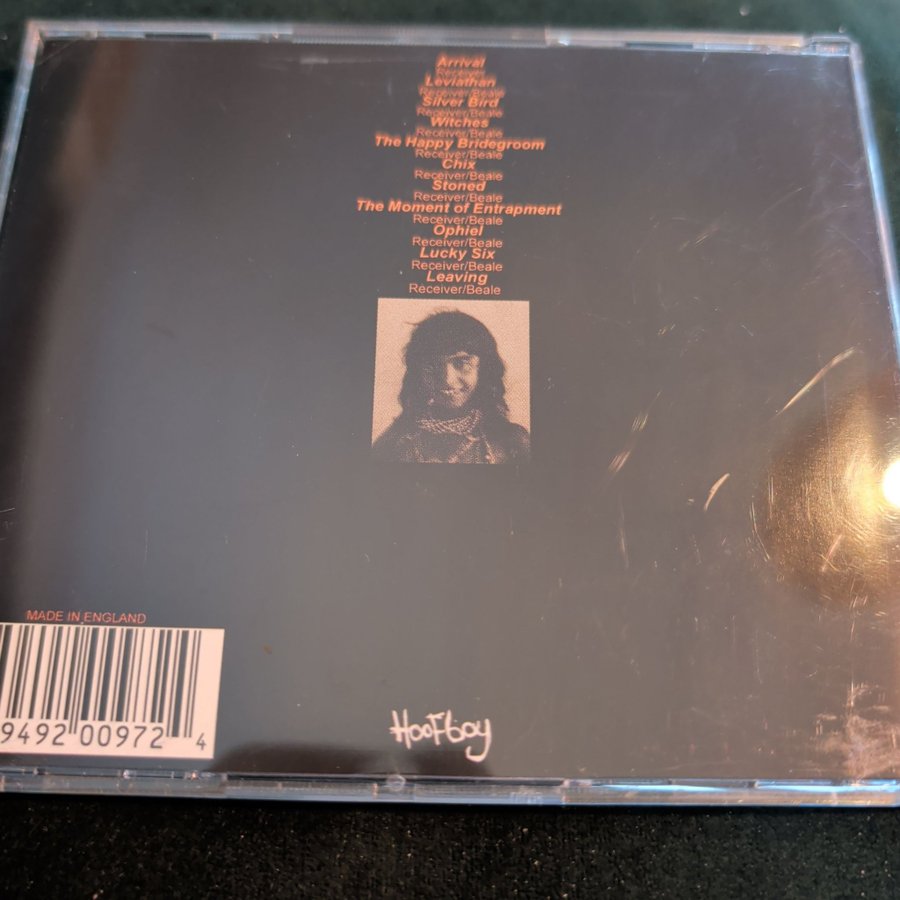 Arrival
Receiver
Leviathan
Receiver/Beale
Silver Bird
Receiver/Beale
Witches
Receiver/Beale
The Happy Bridegroom
Receiver/Beale
Chix
Receiver/Beale
Stoned
Receiver/Beale
The Moment of Entrapment
Receiver/Beale
Ophiel
Receiver/Beale
Lucky Six
Receiver/Beale
Leaving
Receiver/Beale
MADE IN ENGLAND
9492 00972 4
Hoofboy